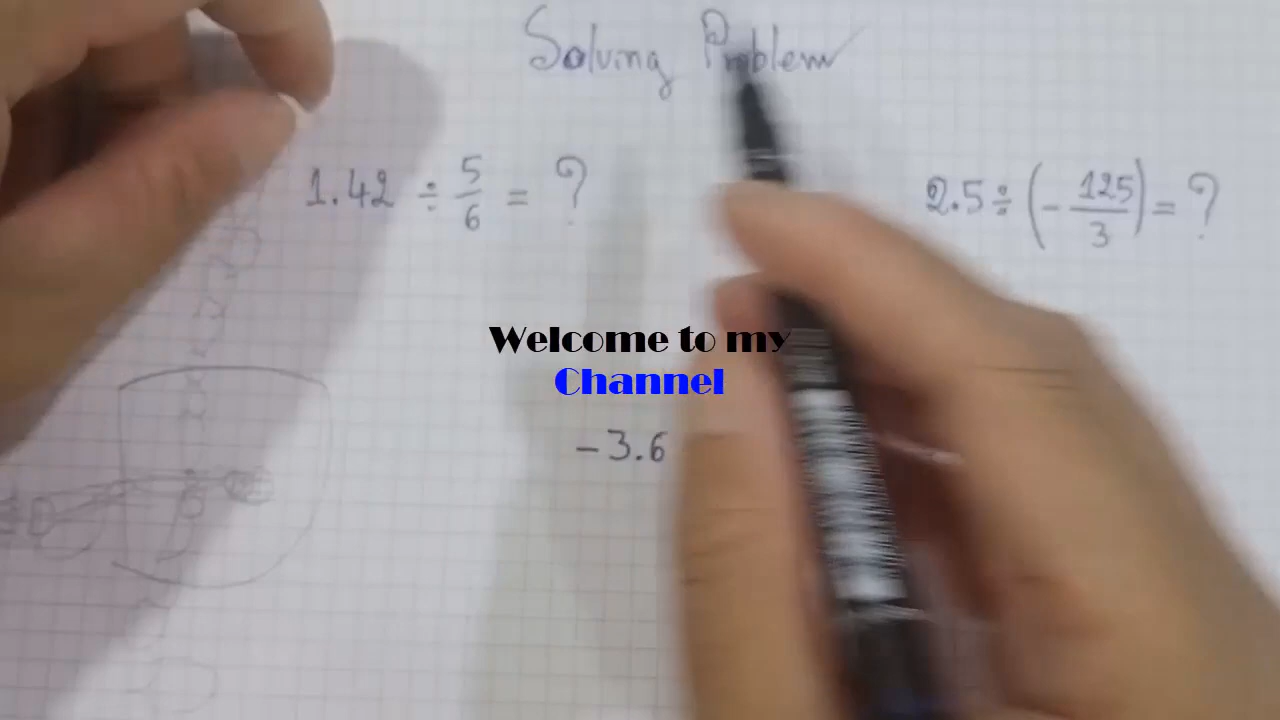 Solving Problem
1.42 ÷ 5/6 = ?
2.5 ÷ (- 125/3) = ?
Welcome to my
Channel
-3.6